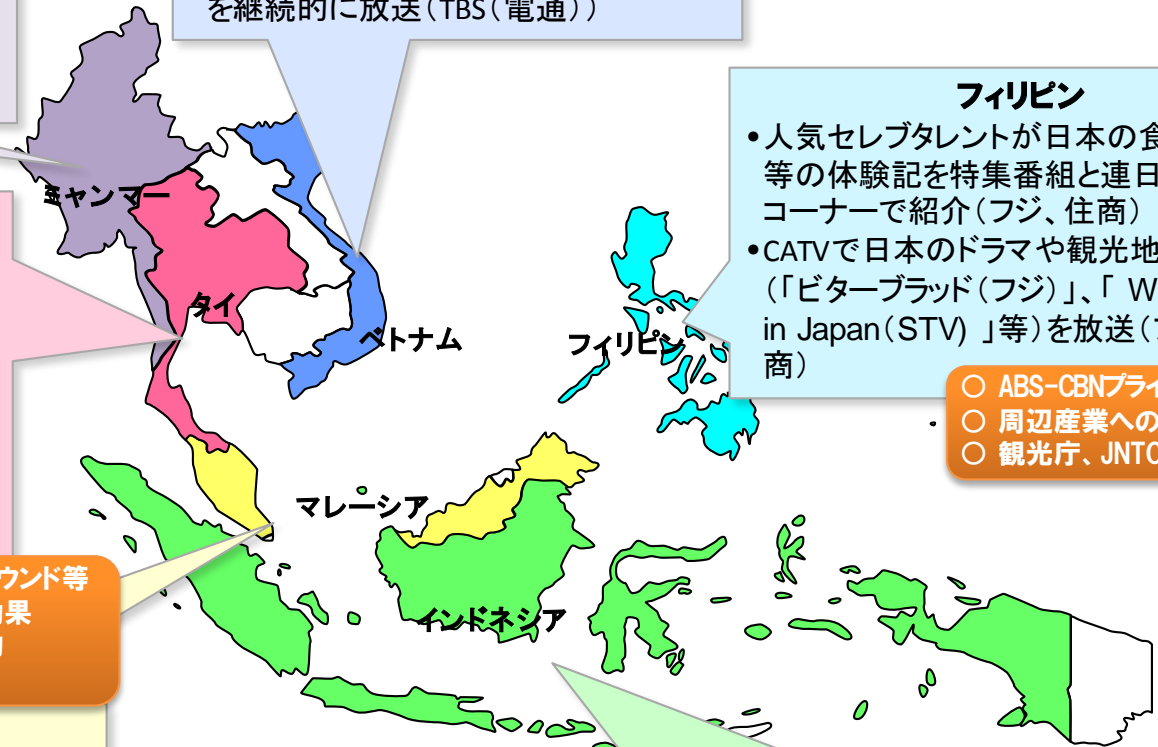 を継続的に放送(TBS(電通))
フィリピン
•人気セレブタレントが日本の食
等の体験記を特集番組と連日
コーナーで紹介(フジ、住商)
•CATVで日本のドラマや観光地
(「ビターブラッド(フジ)」、「 W
in Japan(STV) 」等)を放送(
商)
○ ABS-CBNプライ
○ 周辺産業への
○ 観光庁、JNTO
ミャンマー
タイ
ベトナム
フィリピン
マレーシア
インドネシア
ウンド等
果